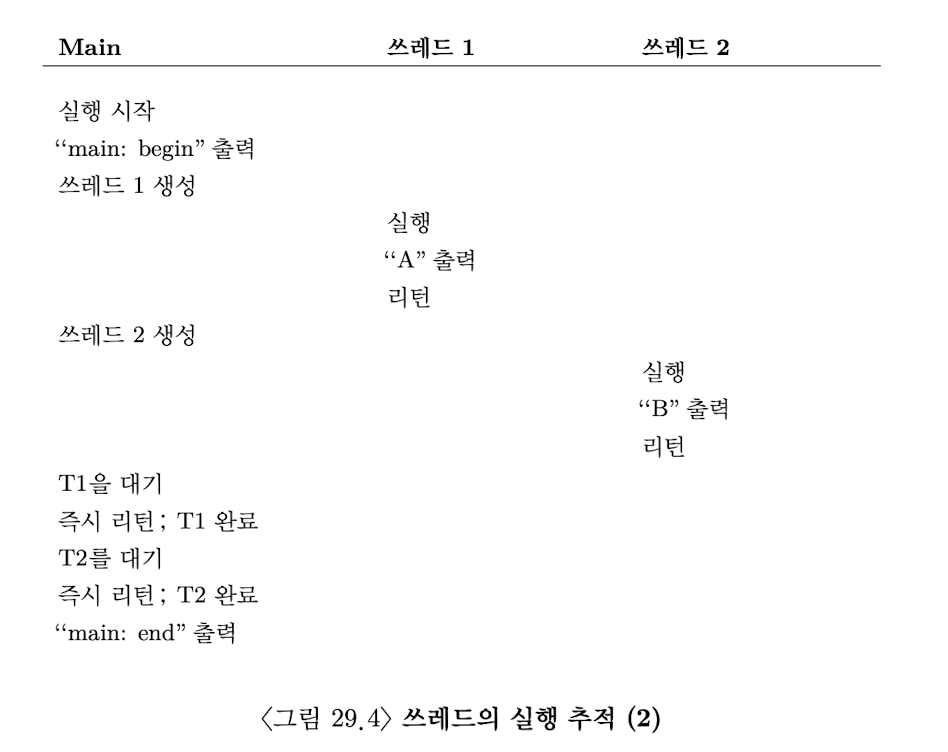 Main 쓰레드 1 쓰레드 2
실행 시작
“main: begin” 출력
쓰레드 1 생성
실행
“A” 출력
리턴
쓰레드 2 생성
실행
“B” 출력
리턴
T1을 대기
즉시 리턴; T1 완료
T2를 대기
즉시 리턴; T2 완료
“main: end” 출력
〈그림 29.4〉 쓰레드의 실행 추적 (2)